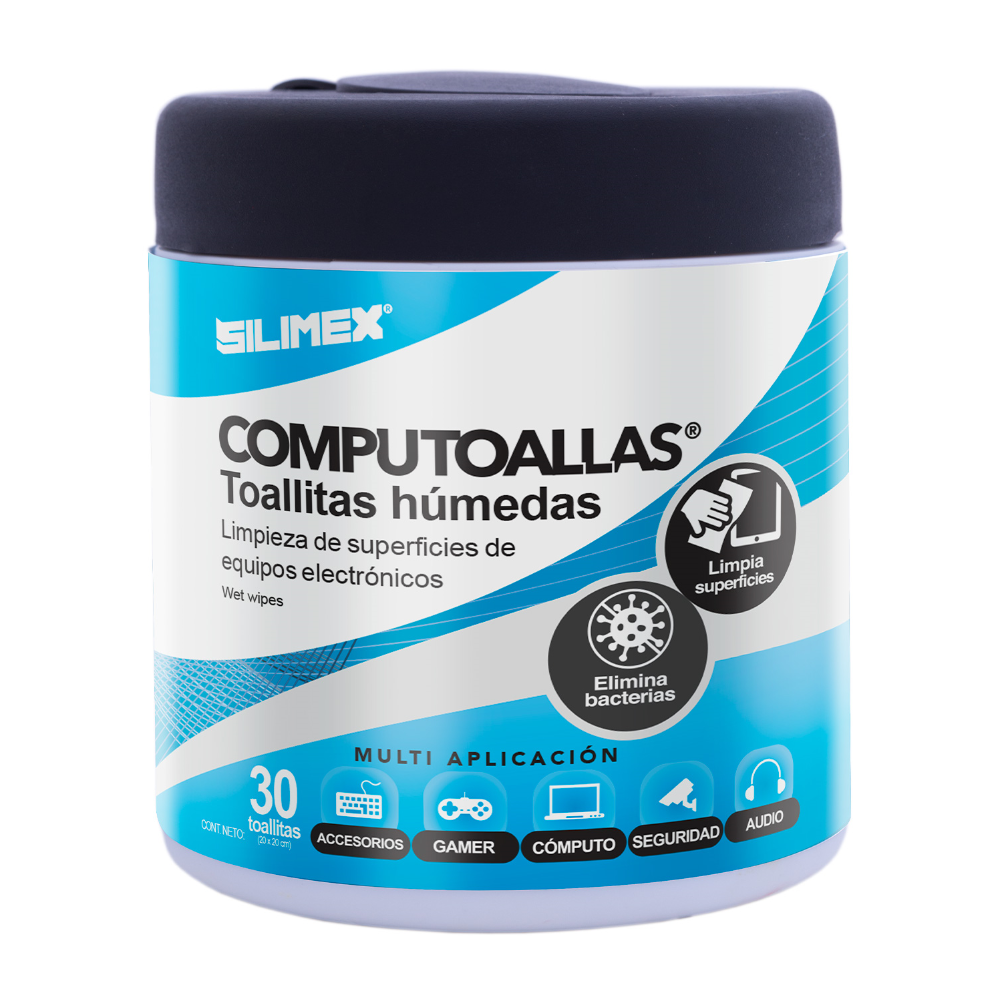 SILIMEX®
COMPUTOALLAS®
Toallitas húmedas
Limpieza de superficies de
equipos electrónicos
Wet wipes
Limpia
superficies
Elimina
bacterias
MULTI APLICACIÓN
CONT. NETO:
30
toallitas
(20 x 20 cm)
ACCESORIOS
GAMER
CÓMPUTO
SEGURIDAD
AUDIO